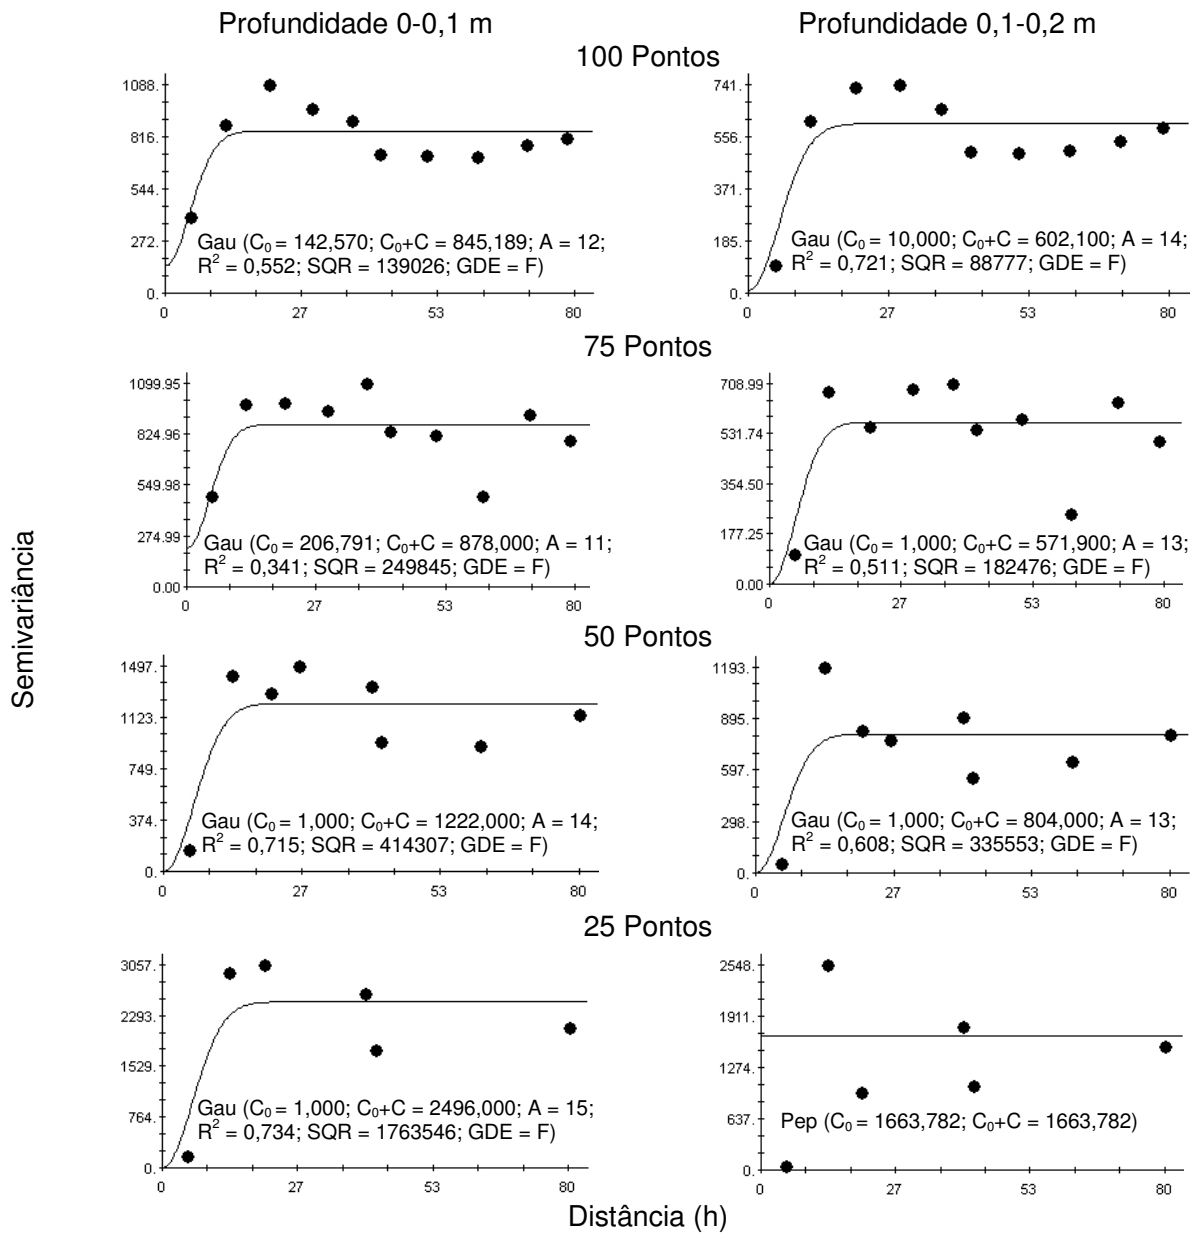 Profundidade 0-0,1 m
Profundidade 0,1-0,2 m
100 Pontos
1088.
816.
544.
272.
0.
0 27 53 80
Gau (C₀ = 142,570; C₀+C = 845,189; A = 12;
R² = 0,552; SQR = 139026; GDE = F)
741.
556.
371.
185.
0.
0 27 53 80
Gau (C₀ = 10,000; C₀+C = 602,100; A = 14;
R² = 0,721; SQR = 88777; GDE = F)
75 Pontos
1099.95
824.96
549.98
274.99
0.00
0 27 53 80
Gau (C₀ = 206,791; C₀+C = 878,000; A = 11;
R² = 0,341; SQR = 249845; GDE = F)
708.99
531.74
354.50
177.25
0.00
0 27 53 80
Gau (C₀ = 1,000; C₀+C = 571,900; A = 13;
R² = 0,511; SQR = 182476; GDE = F)
50 Pontos
1497.
1123.
749.
374.
0.
0 27 53 80
Gau (C₀ = 1,000; C₀+C = 1222,000; A = 14;
R² = 0,715; SQR = 414307; GDE = F)
1193.
895.
597.
298.
0.
0 27 53 80
Gau (C₀ = 1,000; C₀+C = 804,000; A = 13;
R² = 0,608; SQR = 335553; GDE = F)
25 Pontos
3057.
2293.
1529.
764.
0.
0 27 53 80
Gau (C₀ = 1,000; C₀+C = 2496,000; A = 15;
R² = 0,734; SQR = 1763546; GDE = F)
2548.
1911.
1274.
637.
0.
0 27 53 80
Pep (C₀ = 1663,782; C₀+C = 1663,782)
Semivariância
Distância (h)